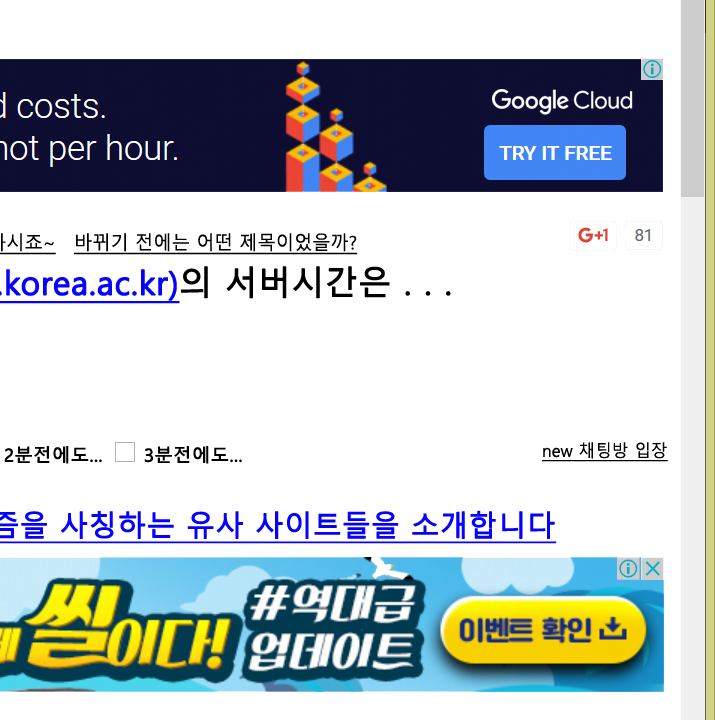 costs.
not per hour.
Google Cloud
TRY IT FREE
바뀌기 전에는 어떤 제목이었을까?
G+1 81
.korea.ac.kr)의 서버시간은 . . .
2분전에도... 3분전에도...
new 채팅방 입장
즘을 사칭하는 유사 사이트들을 소개합니다
씰이다!
#역대급
업데이트
이벤트 확인